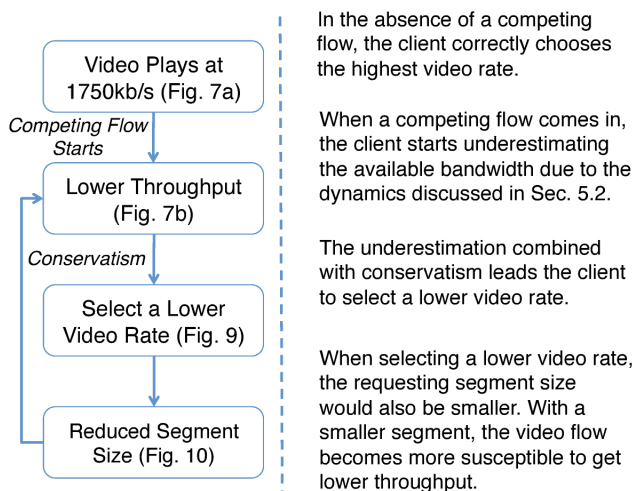 Video Plays at
1750kb/s (Fig. 7a)
Competing Flow
Starts
Lower Throughput
(Fig. 7b)
Conservatism
Select a Lower
Video Rate (Fig. 9)
Reduced Segment
Size (Fig. 10)
In the absence of a competing
flow, the client correctly chooses
the highest video rate.
When a competing flow comes in,
the client starts underestimating
the available bandwidth due to the
dynamics discussed in Sec. 5.2.
The underestimation combined
with conservatism leads the client
to select a lower video rate.
When selecting a lower video rate,
the requesting segment size
would also be smaller. With a
smaller segment, the video flow
becomes more susceptible to get
lower throughput.